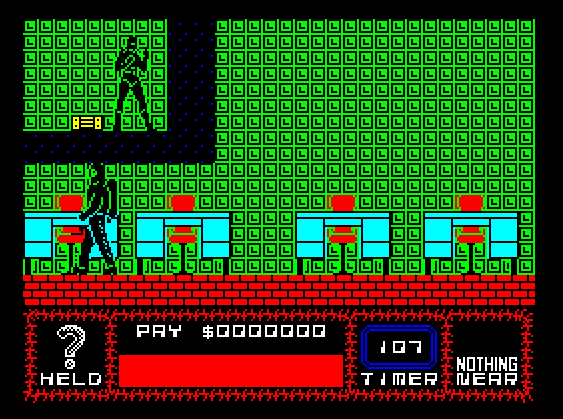 PAY $0000000
?
HELD
107
TIMER
NOTHING
NEAR